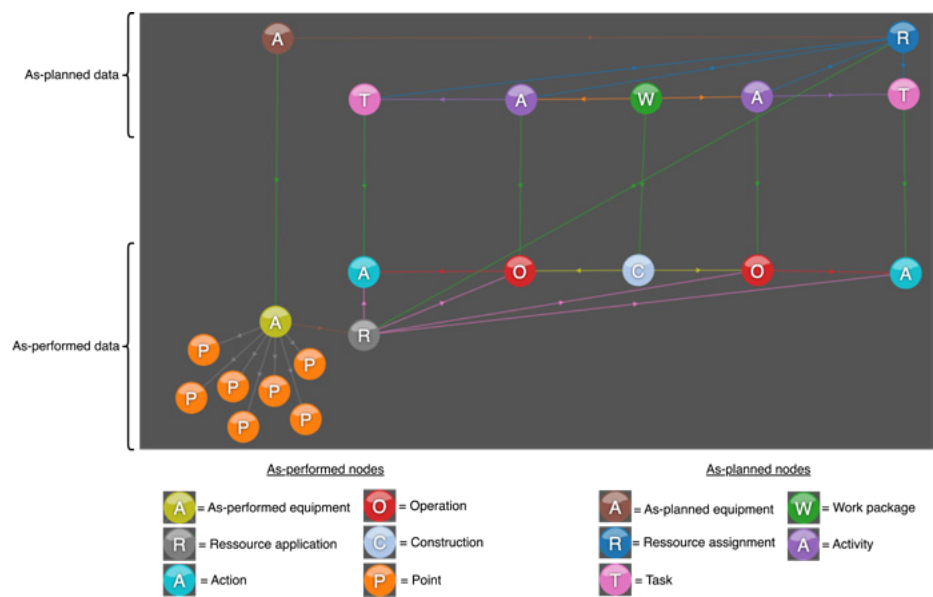 A
R
As-planned data
T
A
W
A
T
A
O
C
O
A
A
R
As-performed data
P
P
P
P
P
P
P
As-performed nodes
As-planned nodes
A = As-performed equipment
O = Operation
A = As-planned equipment
W = Work package
R = Ressource application
C = Construction
R = Ressource assignment
A = Activity
A = Action
P = Point
T = Task